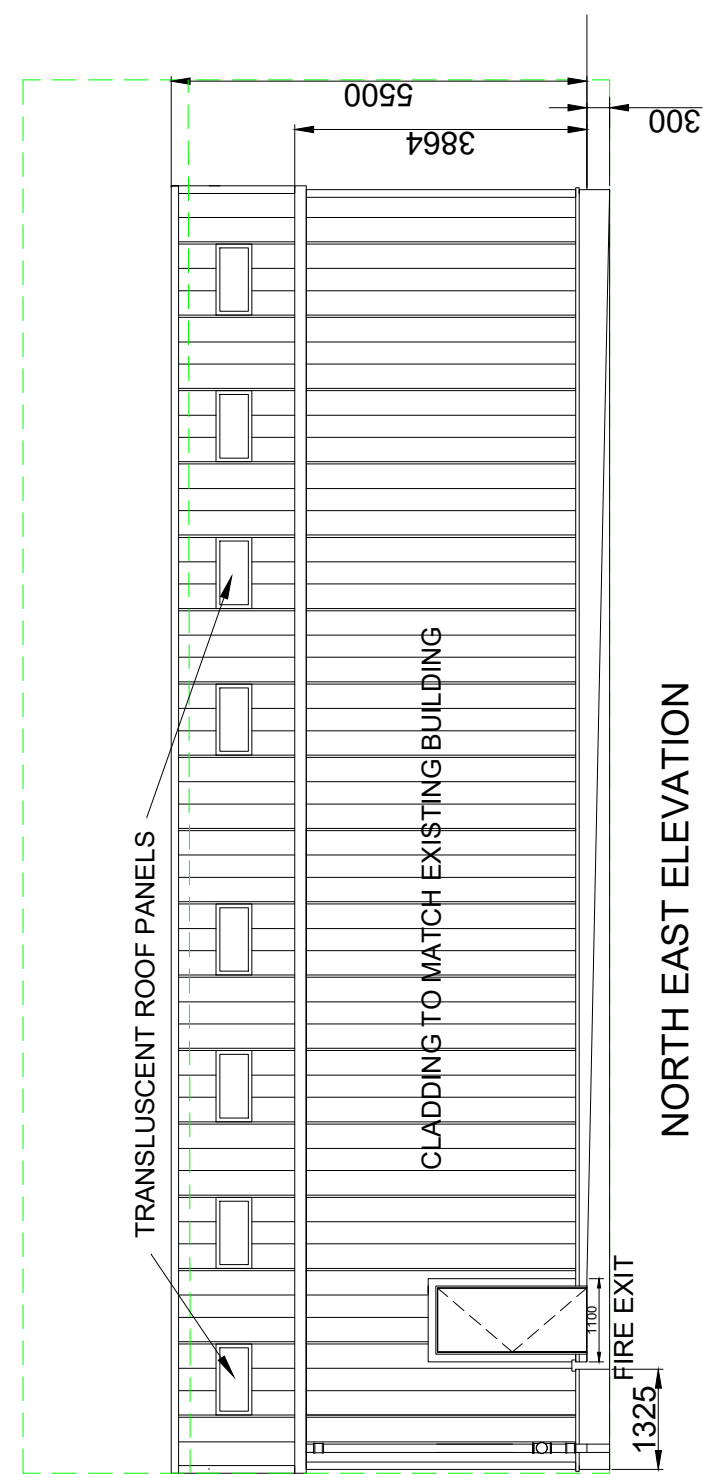 TRANSLUSCENT ROOF PANELS
5500
3864
300
CLADDING TO MATCH EXISTING BUILDING
1100
FIRE EXIT
1325
NORTH EAST ELEVATION